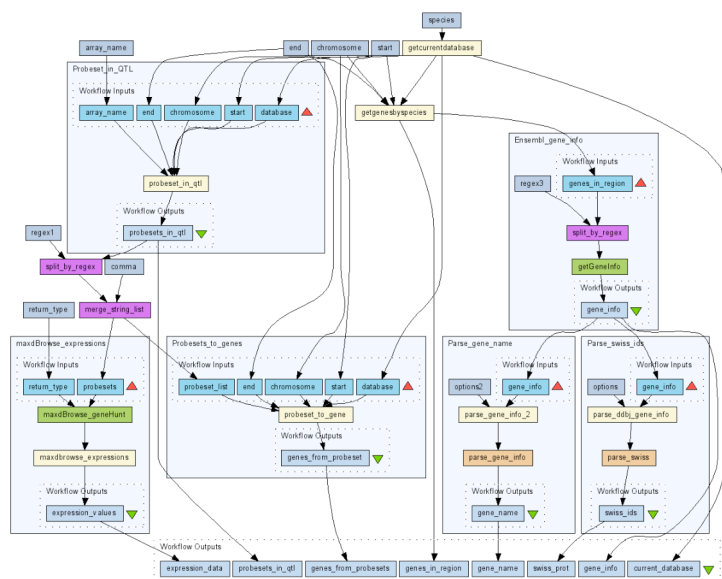 species
array_name
end
chromosome
start
getcurrentdatabase
Probeset_in_QTL
Workflow Inputs
array_name
end
chromosome
start
database
getgenesbyspecies
Ensembl_gene_info
Workflow Inputs
regex3
genes_in_region
probeset_in_qtl
Workflow Outputs
probesets_in_qtl
regex1
split_by_regex
split_by_regex
comma
getGeneInfo
Workflow Outputs
gene_info
return_type
merge_string_list
maxdBrowse_expressions
Workflow Inputs
return_type
probesets
maxdBrowse_geneHunt
maxdbrowse_expressions
Workflow Outputs
expression_values
Probesets_to_genes
Workflow Inputs
probeset_list
end
chromosome
start
database
probeset_to_gene
Workflow Outputs
genes_from_probeset
Parse_gene_name
Workflow Inputs
options2
gene_info
parse_gene_info_2
parse_gene_info
Workflow Outputs
gene_name
Parse_swiss_ids
Workflow Inputs
options
gene_info
parse_ddbj_gene_info
parse_swiss
Workflow Outputs
swiss_ids
Workflow Outputs
expression_data
probesets_in_qtl
genes_from_probesets
genes_in_region
gene_name
swiss_prot
gene_info
current_database